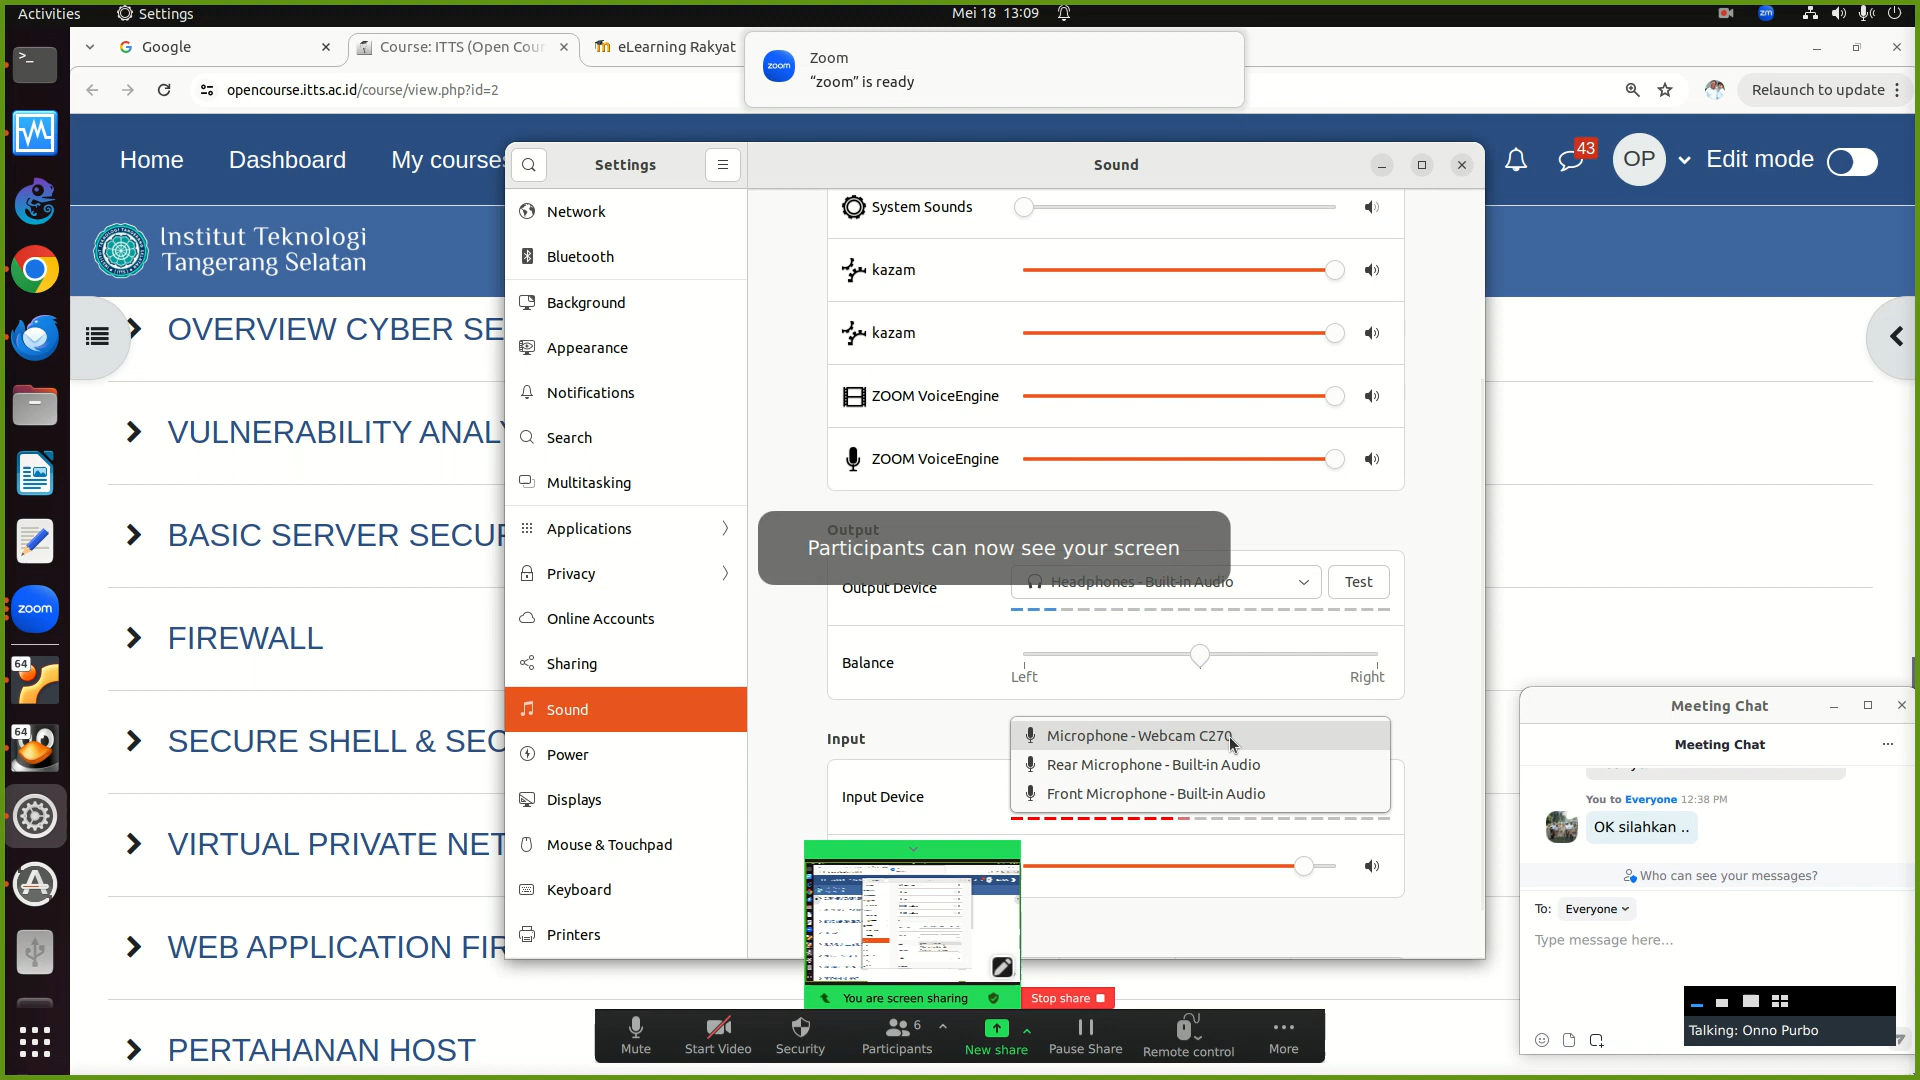 Activities
Settings
Mei 18 13:09
zm
Google
Course: ITTS (Open Cour
eLearning Rakyat
Zoom
"zoom" is ready
zoom
opencourse.itts.ac.id/course/view.php?id=2
Relaunch to update
Home
Dashboard
My courses
43
OP
Edit mode
Institut Teknologi
Tangerang Selatan
OVERVIEW CYBER SE
VULNERABILITY ANALY
BASIC SERVER SECUR
FIREWALL
SECURE SHELL & SEC
VIRTUAL PRIVATE NET
WEB APPLICATION FIR
PERTAHANAN HOST
zoom
64
64
Settings
Network
Bluetooth
Background
Appearance
Notifications
Search
Multitasking
Applications
Privacy
Online Accounts
Sharing
Sound
Power
Displays
Mouse & Touchpad
Keyboard
Printers
Sound
System Sounds
kazam
kazam
ZOOM VoiceEngine
ZOOM VoiceEngine
Output
Participants can now see your screen
Output Device
Headphones - Built-in Audio
Test
Balance
Left
Right
Input
Microphone - Webcam C270
Rear Microphone - Built-in Audio
Front Microphone - Built-in Audio
Input Device
You are screen sharing
Stop share
Mute
Start Video
Security
Participants
6
New share
Pause Share
Remote control
More
Meeting Chat
Meeting Chat
You to Everyone 12:38 PM
OK silahkan ..
Who can see your messages?
To: Everyone
Type message here...
Talking: Onno Purbo